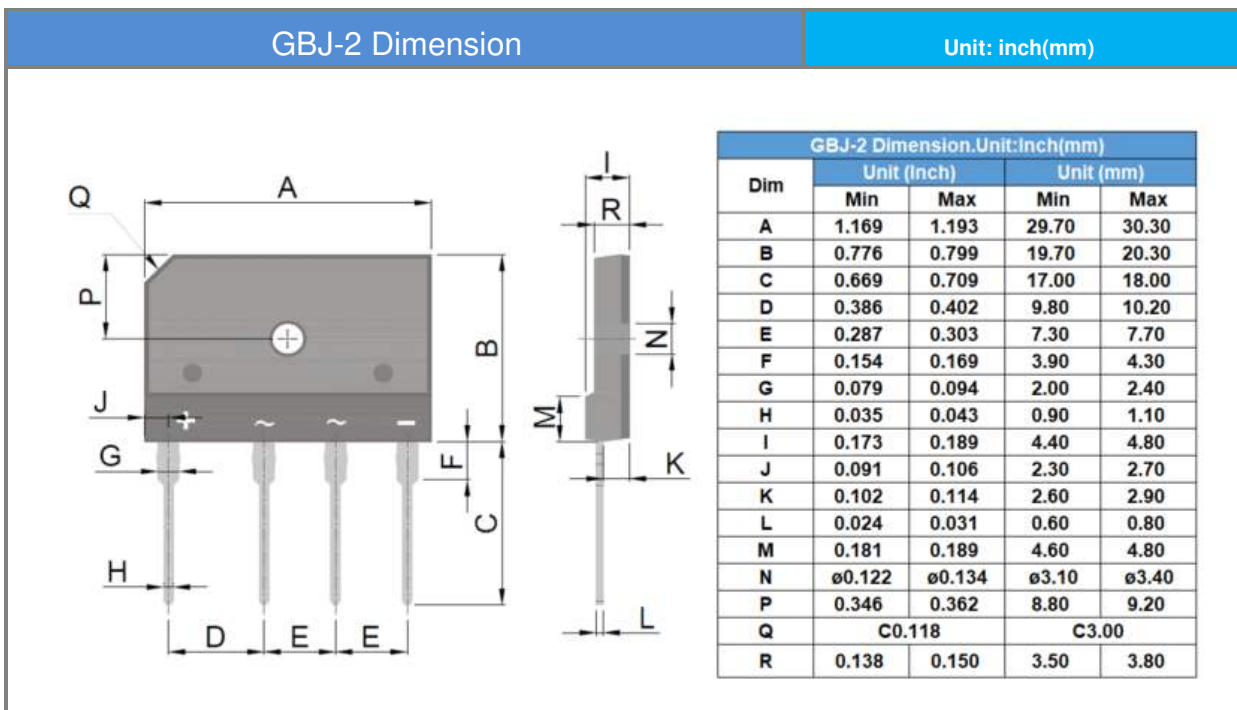 GBJ-2 Dimension Unit: inch(mm)
Q A I R
P B N
J M
+ ~ ~ -
G F K
C
H
L
D E E
GBJ-2 Dimension.Unit:Inch(mm)
Dim Unit (Inch) Unit (mm)
Min Max Min Max
A 1.169 1.193 29.70 30.30
B 0.776 0.799 19.70 20.30
C 0.669 0.709 17.00 18.00
D 0.386 0.402 9.80 10.20
E 0.287 0.303 7.30 7.70
F 0.154 0.169 3.90 4.30
G 0.079 0.094 2.00 2.40
H 0.035 0.043 0.90 1.10
I 0.173 0.189 4.40 4.80
J 0.091 0.106 2.30 2.70
K 0.102 0.114 2.60 2.90
L 0.024 0.031 0.60 0.80
M 0.181 0.189 4.60 4.80
N ø0.122 ø0.134 ø3.10 ø3.40
P 0.346 0.362 8.80 9.20
Q C0.118 C3.00
R 0.138 0.150 3.50 3.80